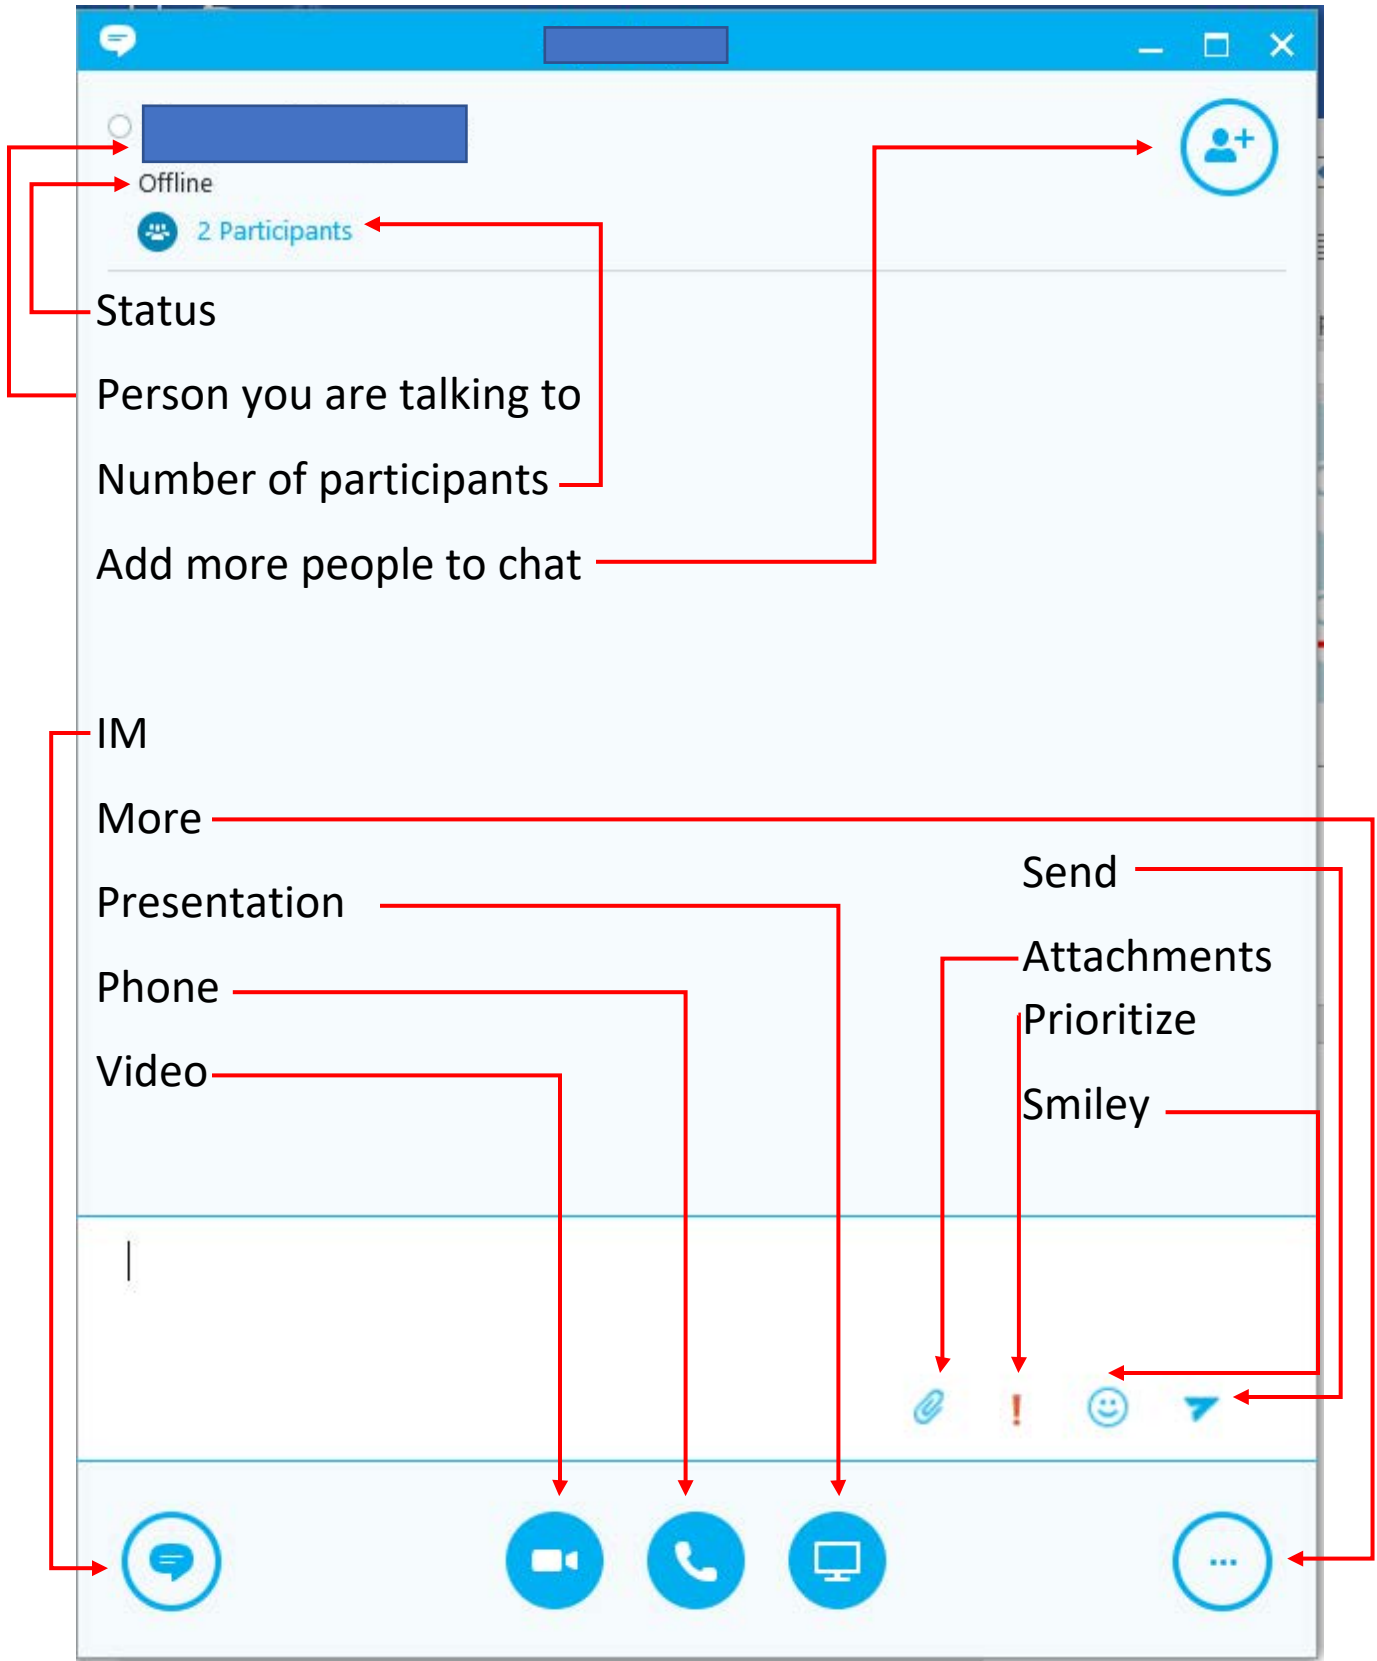 Offline
2 Participants
Status
Person you are talking to
Number of participants
Add more people to chat
IM
More
Send
Presentation
Attachments
Phone
Prioritize
Video
Smiley